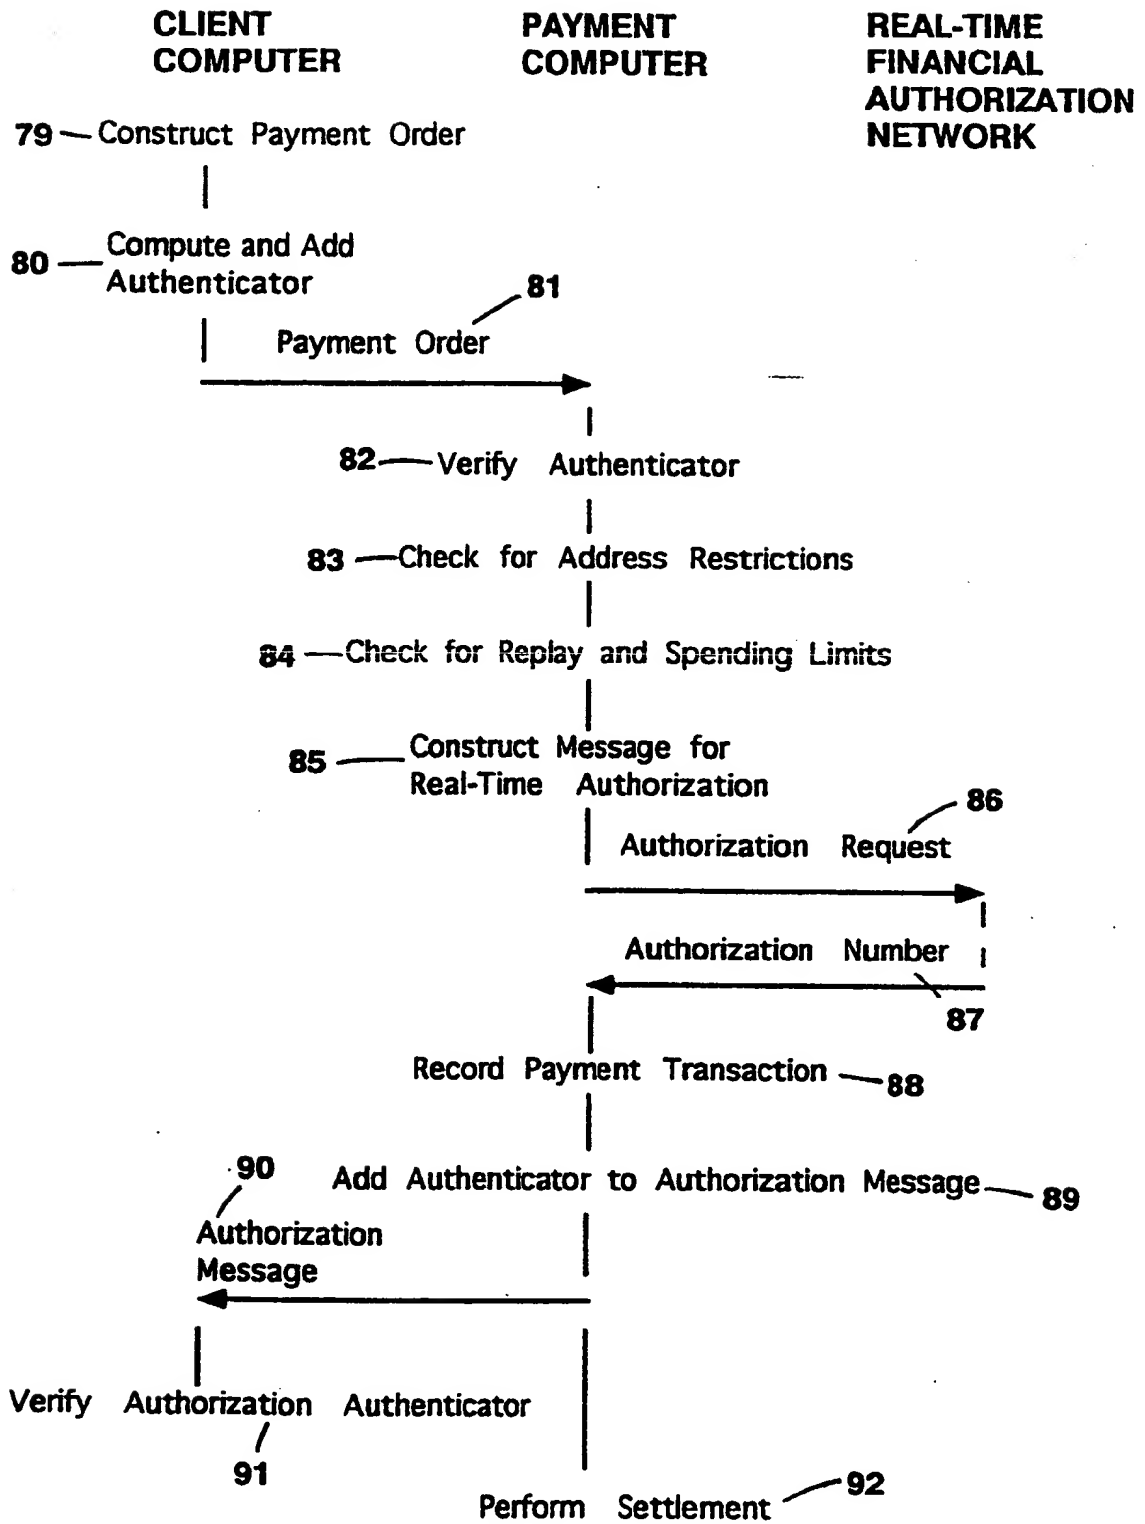 CLIENT
COMPUTER
PAYMENT
COMPUTER
REAL-TIME
FINANCIAL
AUTHORIZATION
NETWORK
79 Construct Payment Order
80 Compute and Add
Authenticator
81
Payment Order
82 Verify Authenticator
83 Check for Address Restrictions
84 Check for Replay and Spending Limits
85 Construct Message for
Real-Time Authorization
86
Authorization Request
Authorization Number
87
Record Payment Transaction 88
90
Add Authenticator to Authorization Message 89
Authorization
Message
Verify Authorization Authenticator
91
92
Perform Settlement